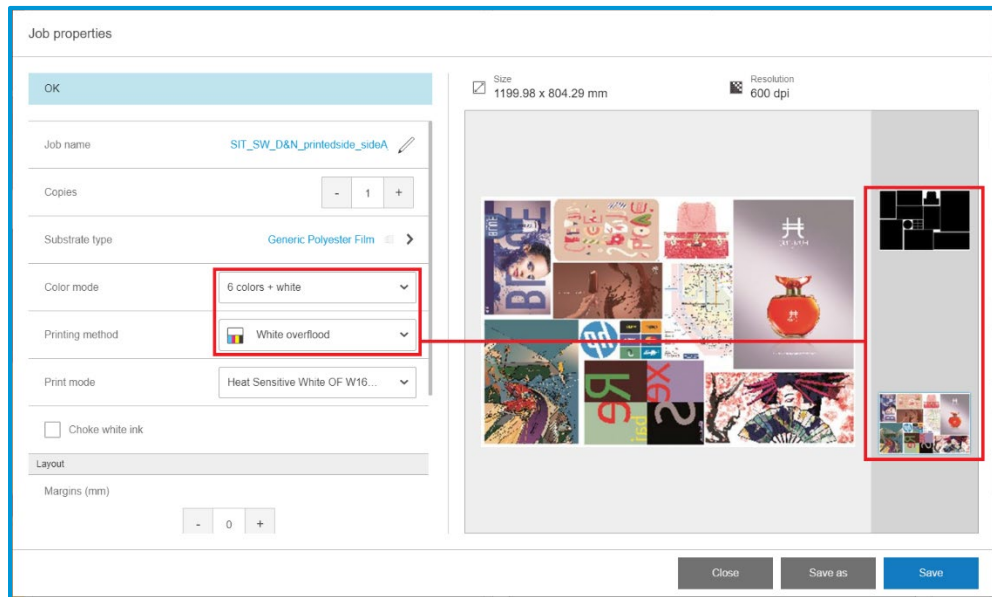 Job properties
OK
Job name
SIT_SW_D&N_printedside_sideA
Copies
- 1 +
Substrate type
Generic Polyester Film
Color mode
6 colors + white
Printing method
White overflood
Print mode
Heat Sensitive White OF W16...
Choke white ink
Layout
Margins (mm)
- 0 +
Size
1199.98 x 804.29 mm
Resolution
600 dpi
hp
Close
Save as
Save